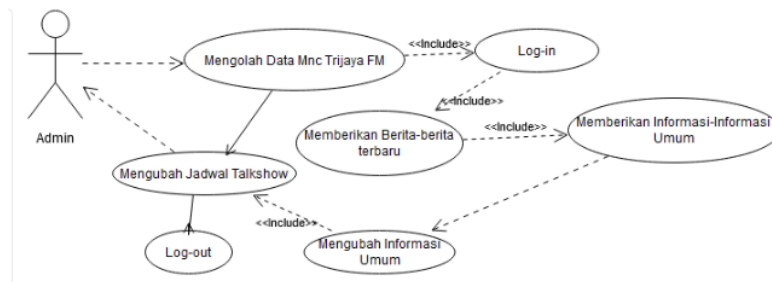 Mengolah Data Mnc Trijaya FM
<<Include>>
Log-in
<<Include>>
Admin
Memberikan Berita-berita
terbaru
<<Include>>
Memberikan Informasi-Informasi
Umum
Mengubah Jadwal Talkshow
<<Include>>
Log-out
Mengubah Informasi
Umum